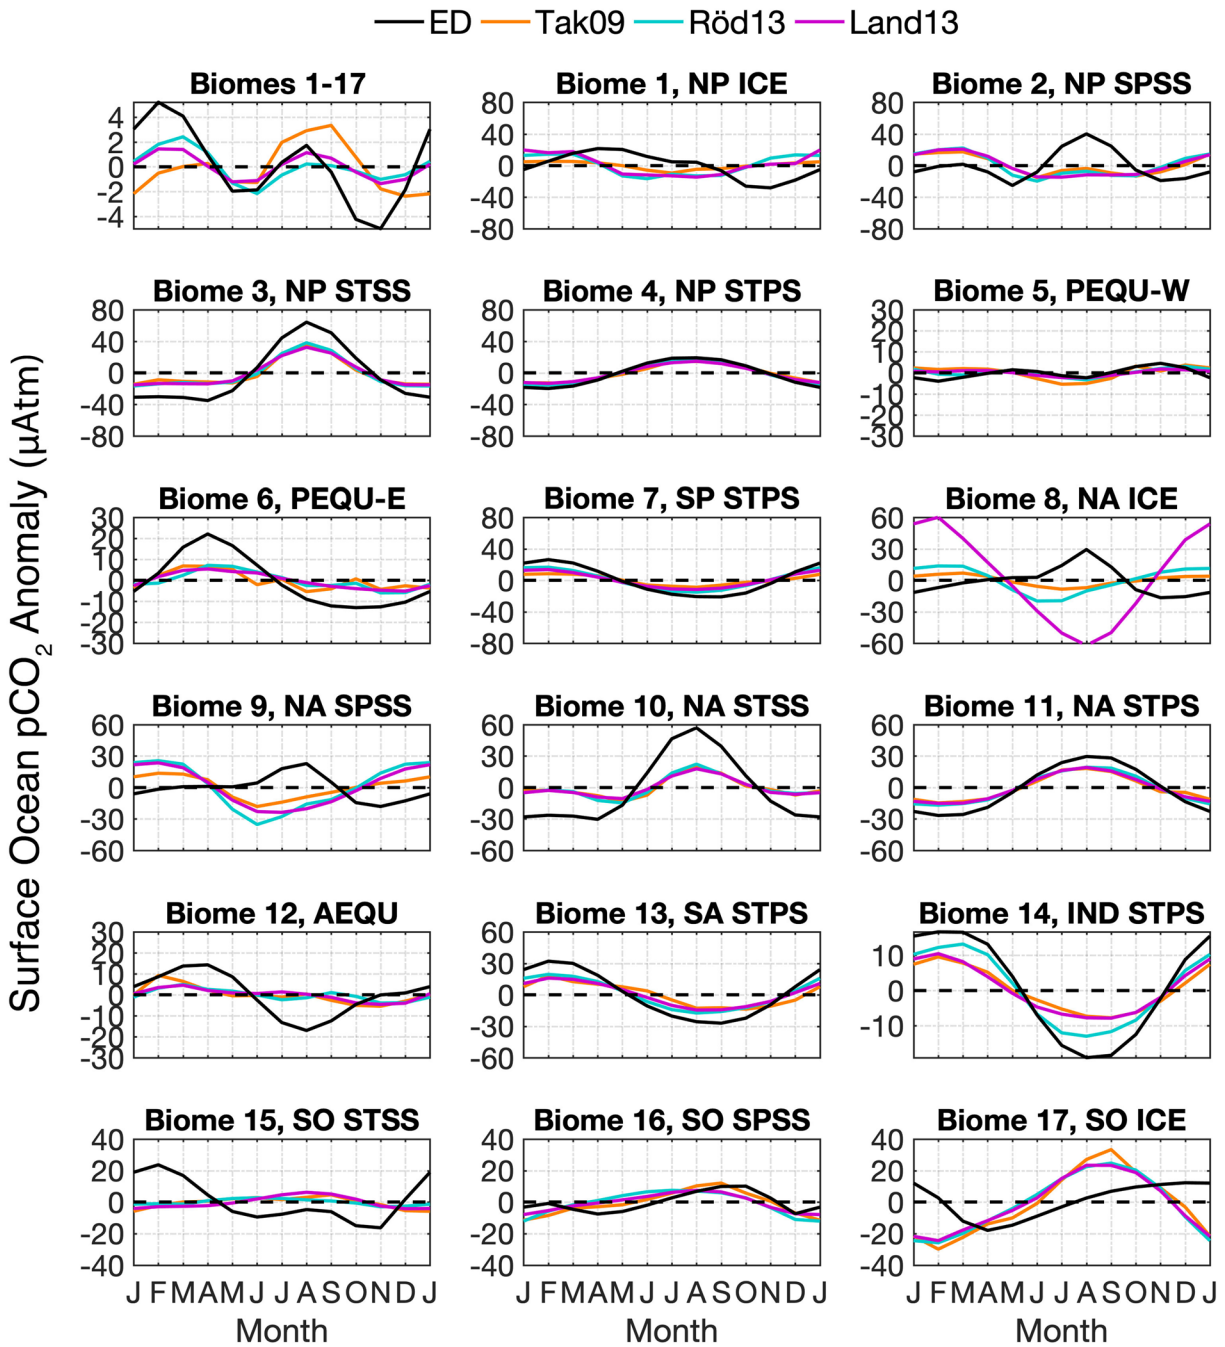 ED Tak09 Röd13 Land13
Biomes 1-17 Biome 1, NP ICE Biome 2, NP SPSS
4 2 0 -2 -4
80 40 0 -40 -80
80 40 0 -40 -80
Biome 3, NP STSS Biome 4, NP STPS Biome 5, PEQU-W
80 40 0 -40 -80
80 40 0 -40 -80
30 20 10 0 -10 -20 -30
Biome 6, PEQU-E Biome 7, SP STPS Biome 8, NA ICE
30 20 10 0 -10 -20 -30
80 40 0 -40 -80
60 30 0 -30 -60
Biome 9, NA SPSS Biome 10, NA STSS Biome 11, NA STPS
60 30 0 -30 -60
60 30 0 -30 -60
60 30 0 -30 -60
Biome 12, AEQU Biome 13, SA STPS Biome 14, IND STPS
30 20 10 0 -10 -20 -30
60 30 0 -30 -60
10 0 -10
Biome 15, SO STSS Biome 16, SO SPSS Biome 17, SO ICE
40 20 0 -20 -40
40 20 0 -20 -40
40 20 0 -20 -40
J F M A M J J A S O N D J J F M A M J J A S O N D J J F M A M J J A S O N D J
Month Month Month
Surface Ocean pCO2 Anomaly (µAtm)